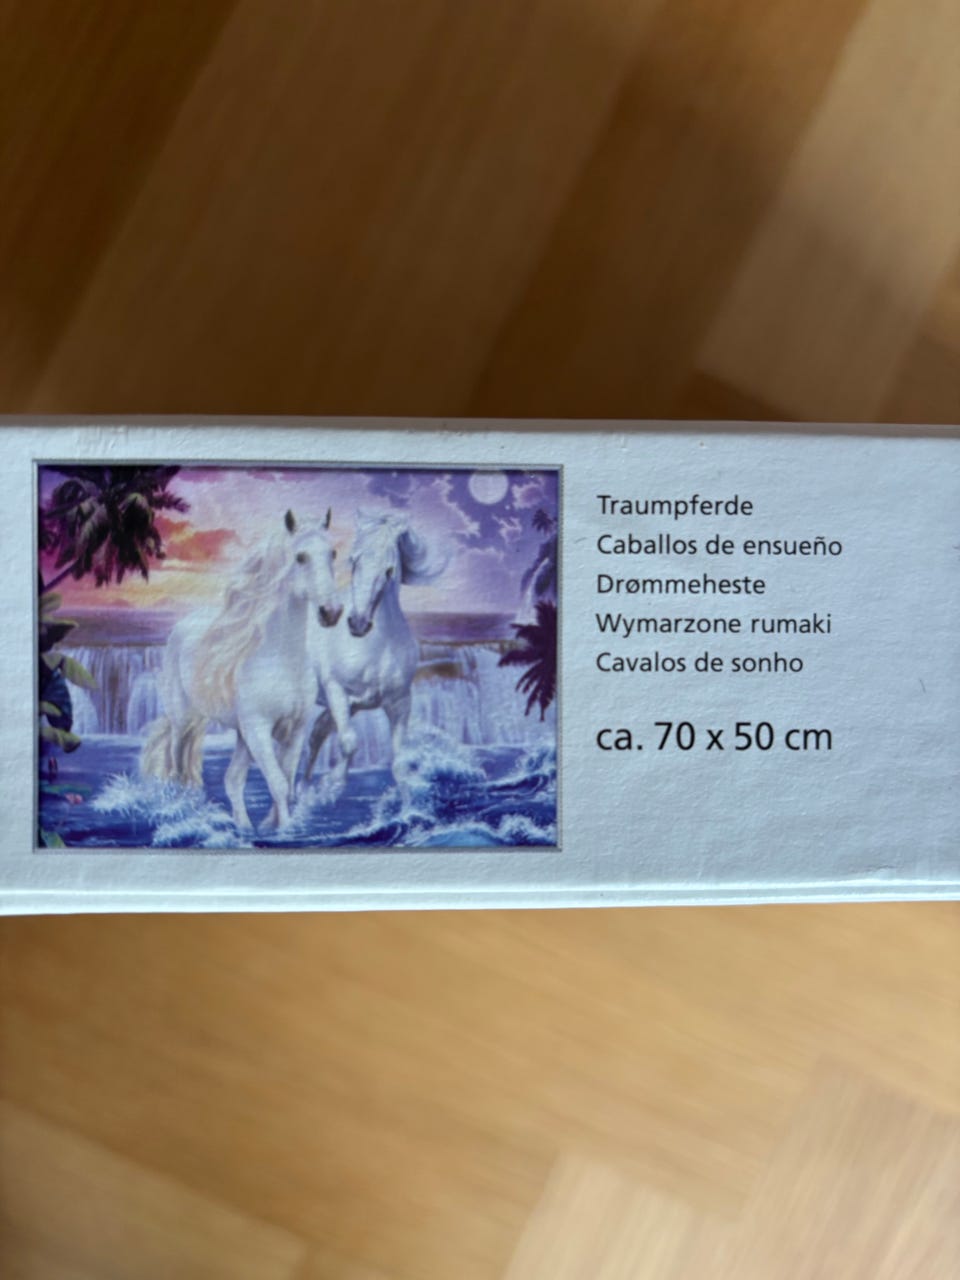 Traumpferde
Caballos de ensueño
Drømmeheste
Wymarzone rumaki
Cavalos de sonho
ca. 70 x 50 cm